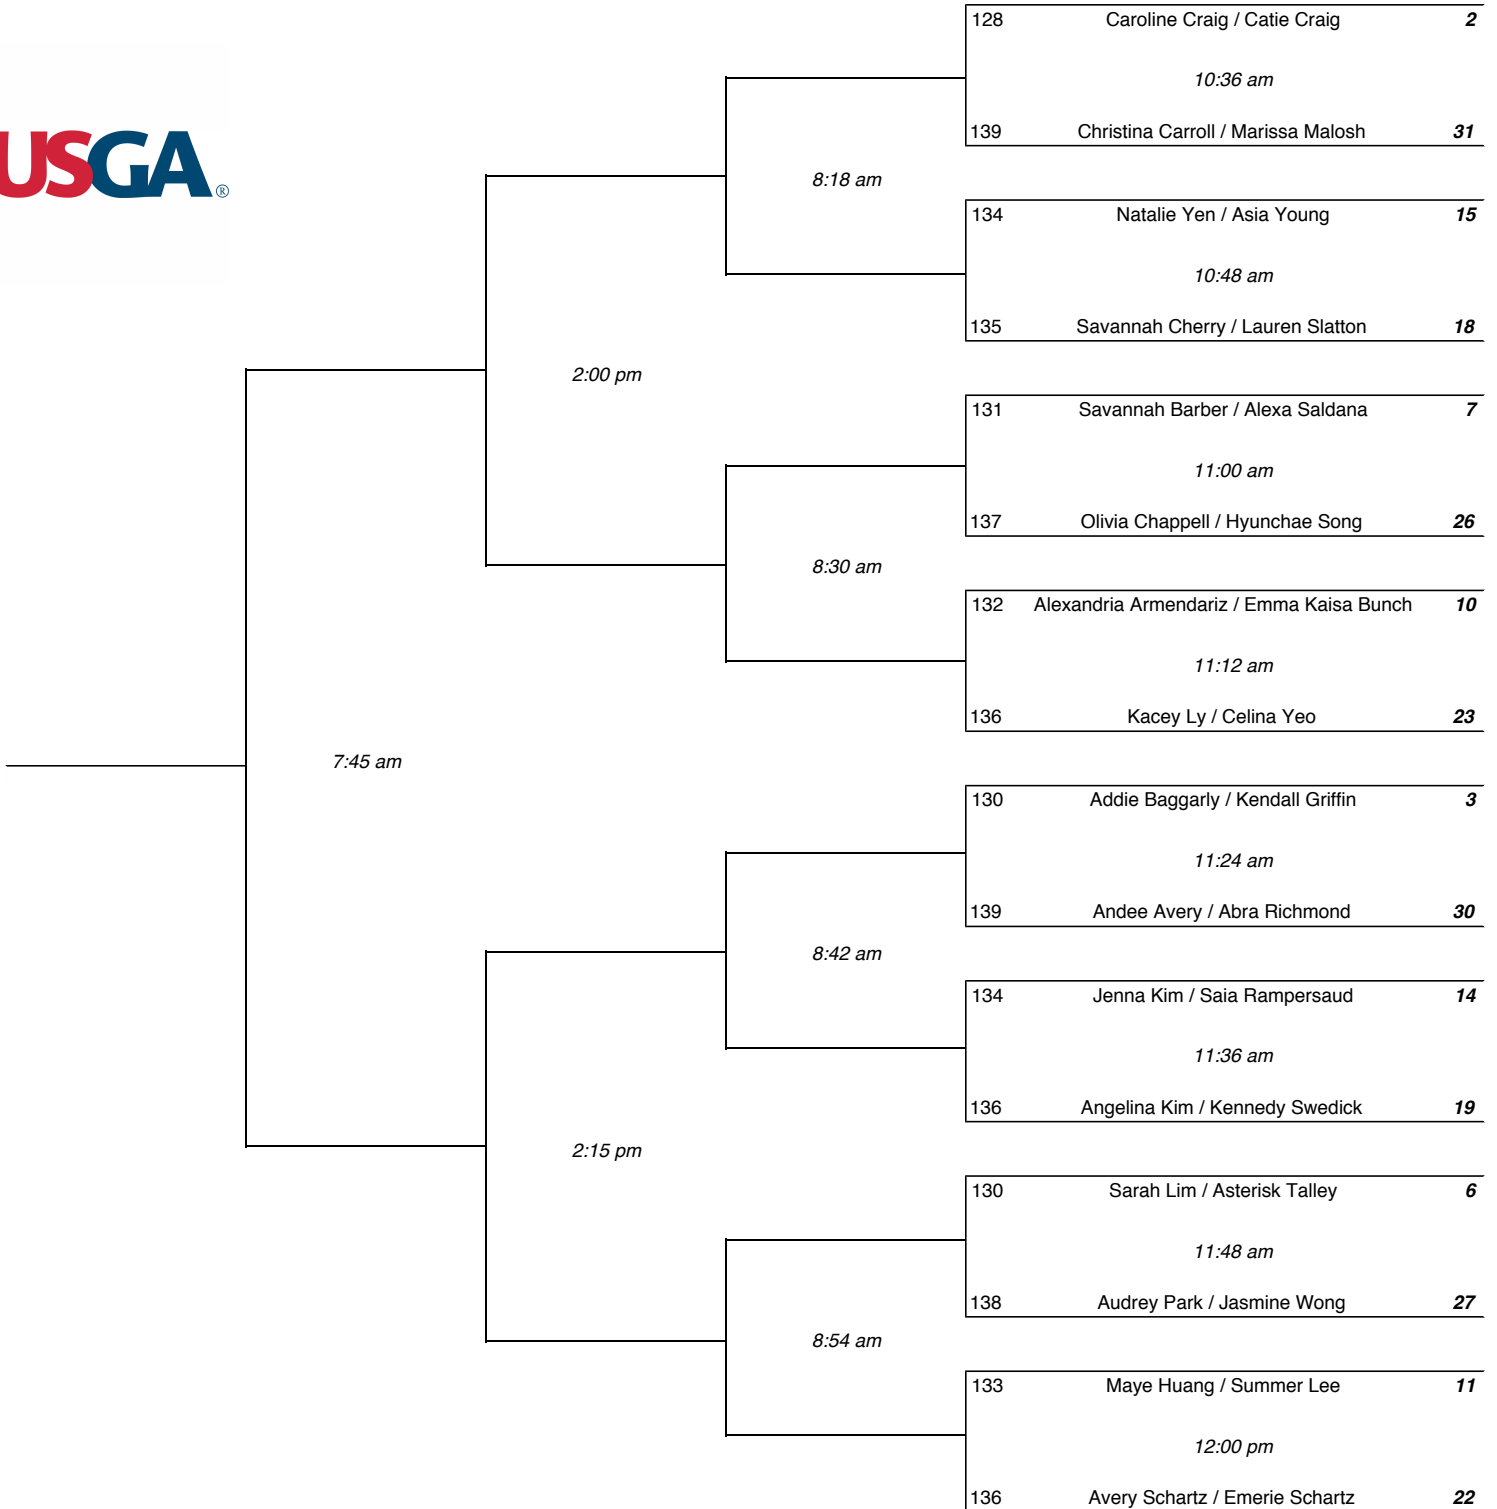 128 Caroline Craig / Catie Craig 2
10:36 am
139 Christina Carroll / Marissa Malosh 31
USGA®
8:18 am
134 Natalie Yen / Asia Young 15
10:48 am
135 Savannah Cherry / Lauren Slatton 18
2:00 pm
131 Savannah Barber / Alexa Saldana 7
11:00 am
137 Olivia Chappell / Hyunchae Song 26
8:30 am
132 Alexandria Armendariz / Emma Kaisa Bunch 10
11:12 am
136 Kacey Ly / Celina Yeo 23
7:45 am
130 Addie Baggarly / Kendall Griffin 3
11:24 am
139 Andee Avery / Abra Richmond 30
8:42 am
134 Jenna Kim / Saia Rampersaud 14
11:36 am
136 Angelina Kim / Kennedy Swedick 19
2:15 pm
130 Sarah Lim / Asterisk Talley 6
11:48 am
138 Audrey Park / Jasmine Wong 27
8:54 am
133 Maye Huang / Summer Lee 11
12:00 pm
136 Avery Schartz / Emerie Schartz 22